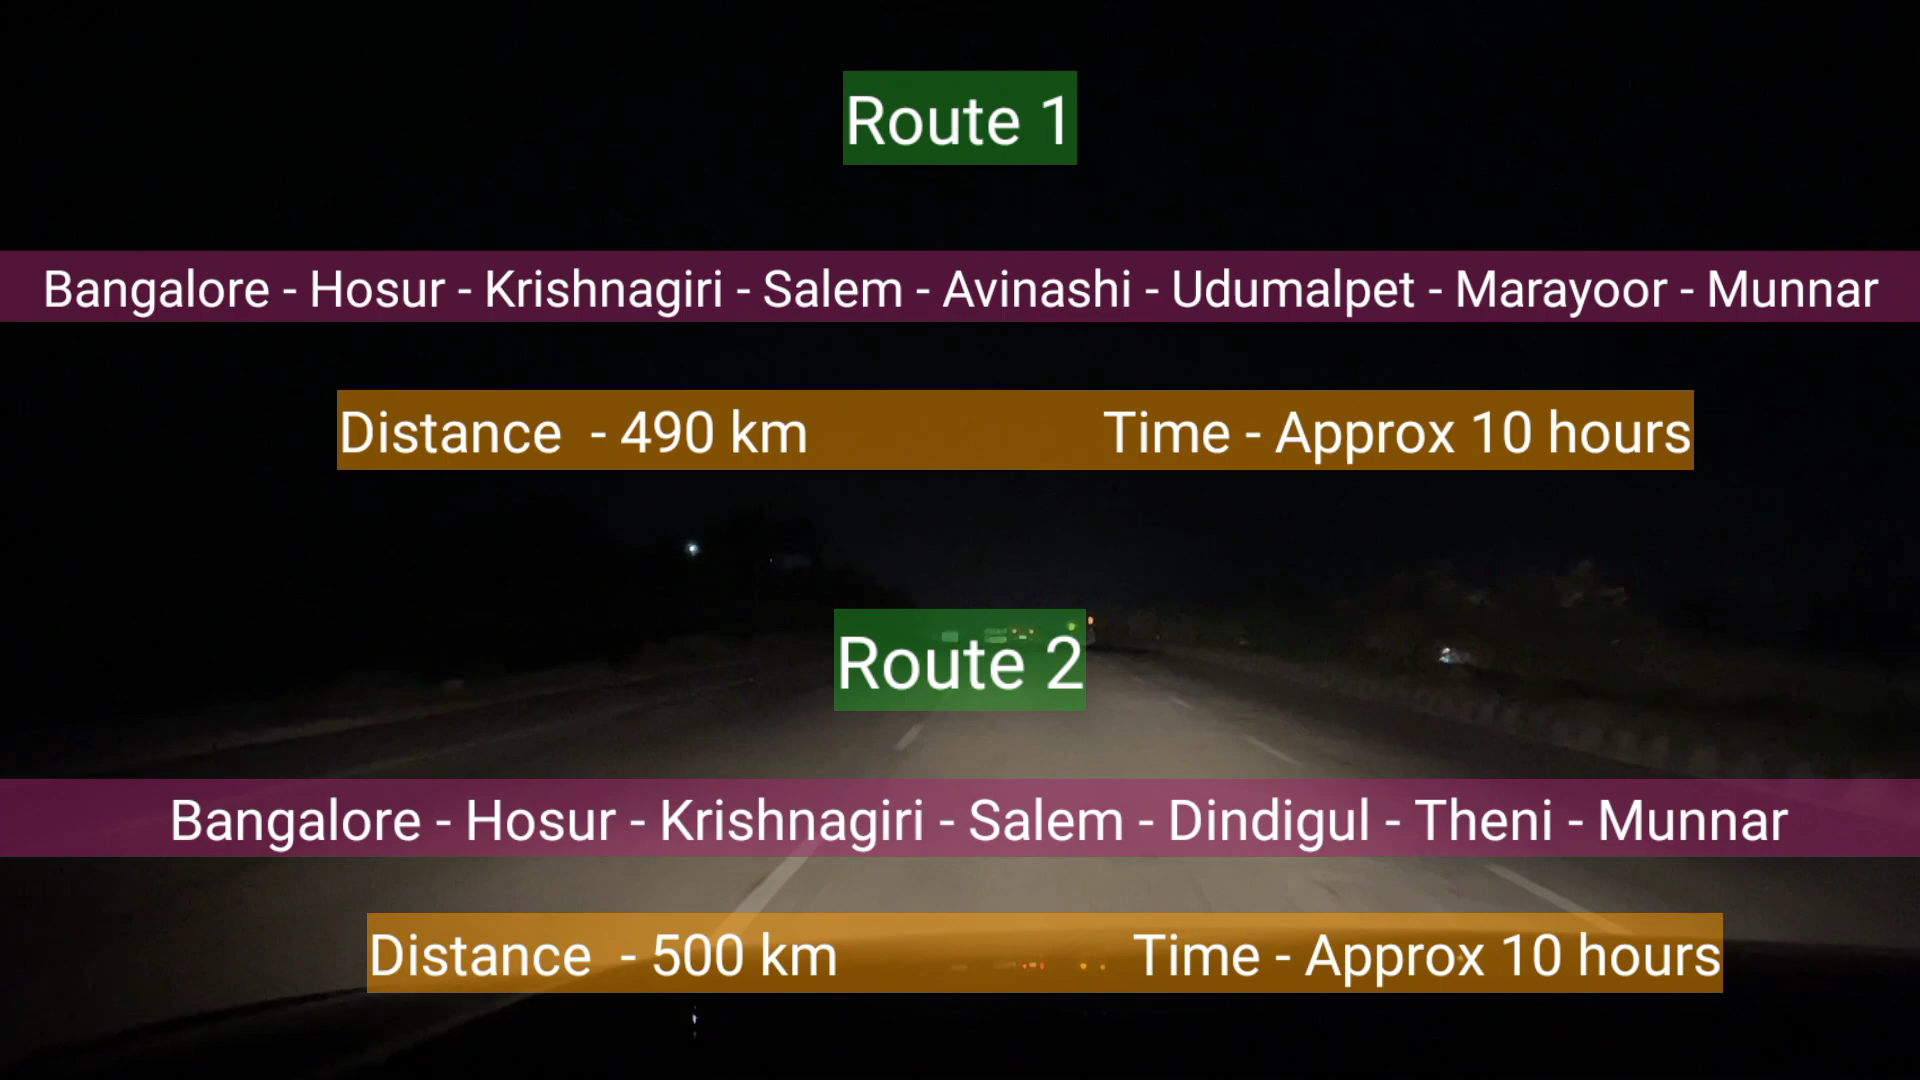 Route 1
Bangalore - Hosur - Krishnagiri - Salem - Avinashi - Udumalpet - Marayoor - Munnar
Distance - 490 km Time - Approx 10 hours
Route 2
Bangalore - Hosur - Krishnagiri - Salem - Dindigul - Theni - Munnar
Distance - 500 km Time - Approx 10 hours